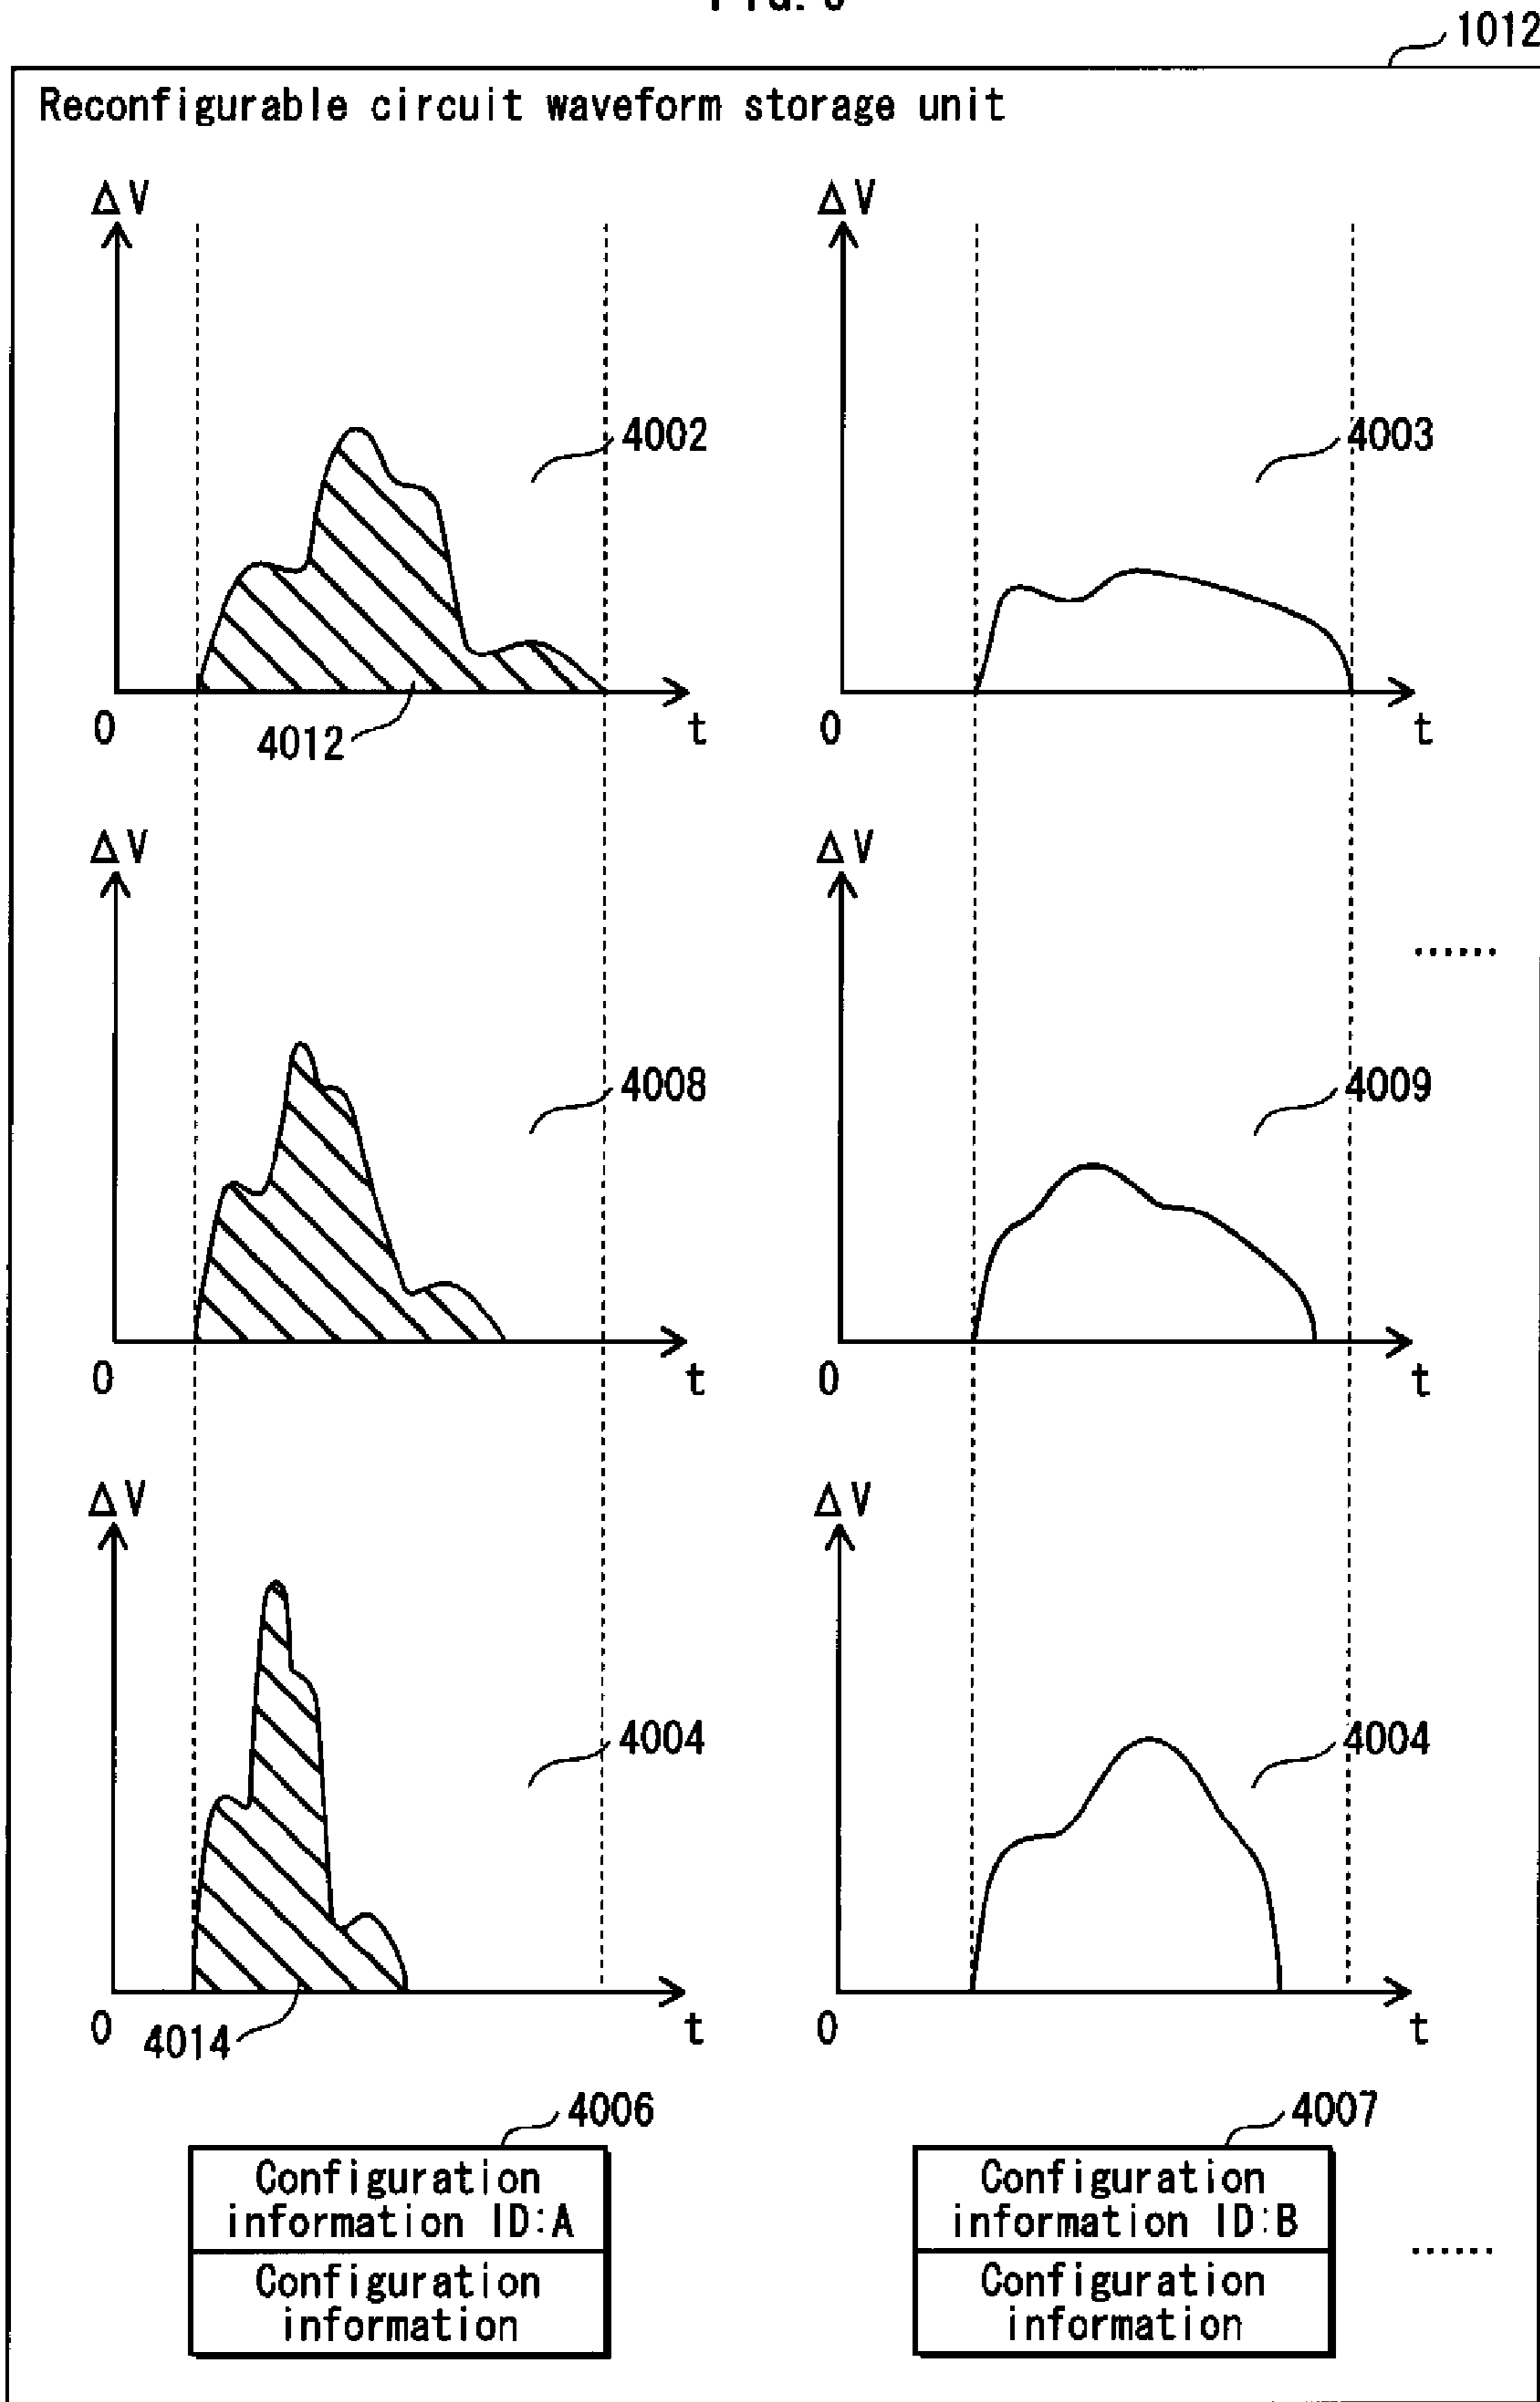 1012
Reconfigurable circuit waveform storage unit
ΔV
ΔV
4002
4003
0
4012
t
0
t
ΔV
ΔV
......
4008
4009
0
t
0
t
ΔV
ΔV
4004
4004
0
4014
t
0
t
4006
4007
Configuration
information ID:A
Configuration
information
Configuration
information ID:B
Configuration
information
......